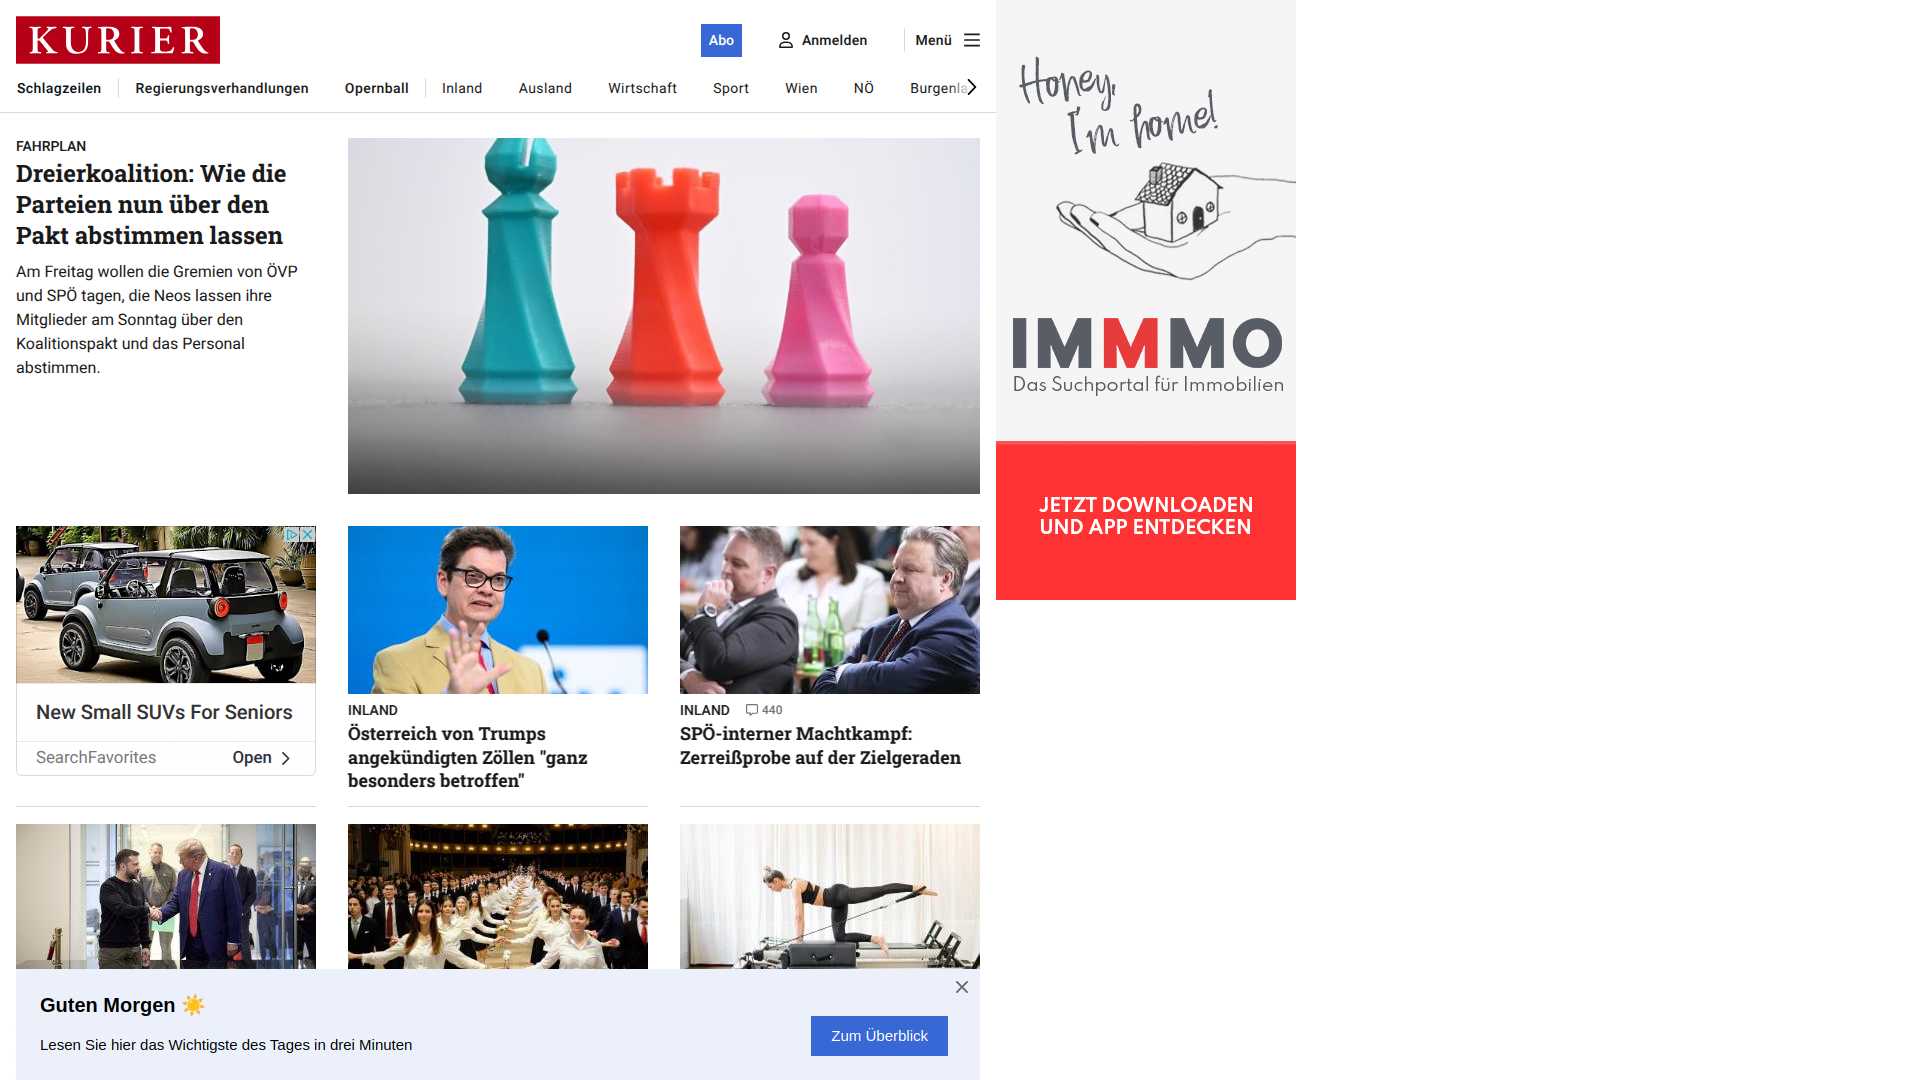 KURIER
Abo
Anmelden
Menü
Schlagzeilen
Regierungsverhandlungen
Opernball
Inland
Ausland
Wirtschaft
Sport
Wien
NÖ
Burgenla
FAHRPLAN
Dreierkoalition: Wie die
Parteien nun über den
Pakt abstimmen lassen
Am Freitag wollen die Gremien von ÖVP
und SPÖ tagen, die Neos lassen ihre
Mitglieder am Sonntag über den
Koalitionspakt und das Personal
abstimmen.
Honey,
I'm home!
IMMMO
Das Suchportal für Immobilien
JETZT DOWNLOADEN
UND APP ENTDECKEN
New Small SUVs For Seniors
SearchFavorites
Open
INLAND
Österreich von Trumps
angekündigten Zöllen "ganz
besonders betroffen"
INLAND 440
SPÖ-interner Machtkampf:
Zerreißprobe auf der Zielgeraden
Guten Morgen ☀️
Lesen Sie hier das Wichtigste des Tages in drei Minuten
Zum Überblick